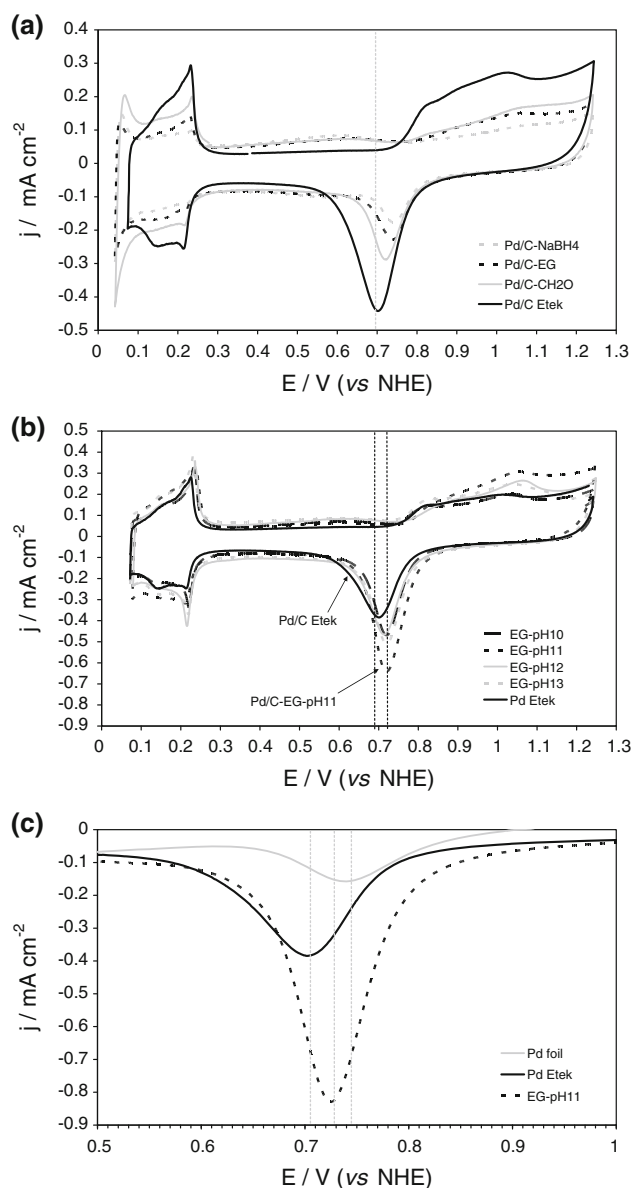 (a)
0.4
0.3
0.2
0.1
0
-0.1
-0.2
-0.3
-0.4
-0.5
j / mA cm-2
0 0.1 0.2 0.3 0.4 0.5 0.6 0.7 0.8 0.9 1 1.1 1.2 1.3
E / V (vs NHE)
Pd/C-NaBH4
Pd/C-EG
Pd/C-CH2O
Pd/C Etek
(b)
0.5
0.4
0.3
0.2
0.1
0
-0.1
-0.2
-0.3
-0.4
-0.5
-0.6
-0.7
-0.8
-0.9
j / mA cm-2
0 0.1 0.2 0.3 0.4 0.5 0.6 0.7 0.8 0.9 1 1.1 1.2 1.3
E / V (vs NHE)
Pd/C Etek
Pd/C-EG-pH11
EG-pH10
EG-pH11
EG-pH12
EG-pH13
Pd Etek
(c)
0
-0.1
-0.2
-0.3
-0.4
-0.5
-0.6
-0.7
-0.8
-0.9
j / mA cm-2
0.5 0.6 0.7 0.8 0.9 1
E / V (vs NHE)
Pd foil
Pd Etek
EG-pH11